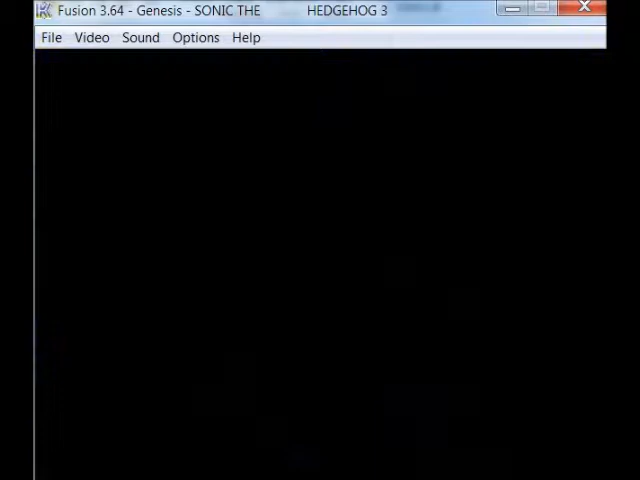 Fusion 3.64 - Genesis - SONIC THE HEDGEHOG 3
File Video Sound Options Help